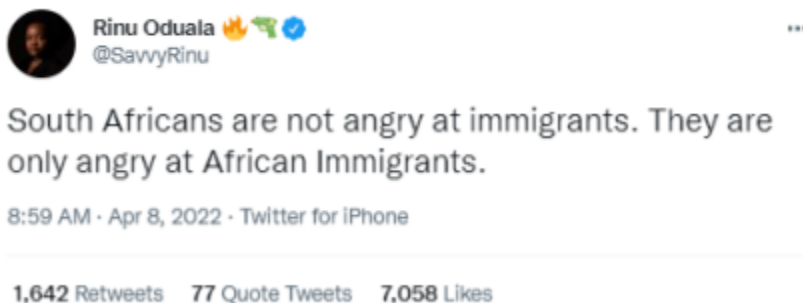 Rinu Oduala 🔥🔫
@SavvyRinu
South Africans are not angry at immigrants. They are
only angry at African Immigrants.
8:59 AM · Apr 8, 2022 · Twitter for iPhone
1,642 Retweets 77 Quote Tweets 7,058 Likes